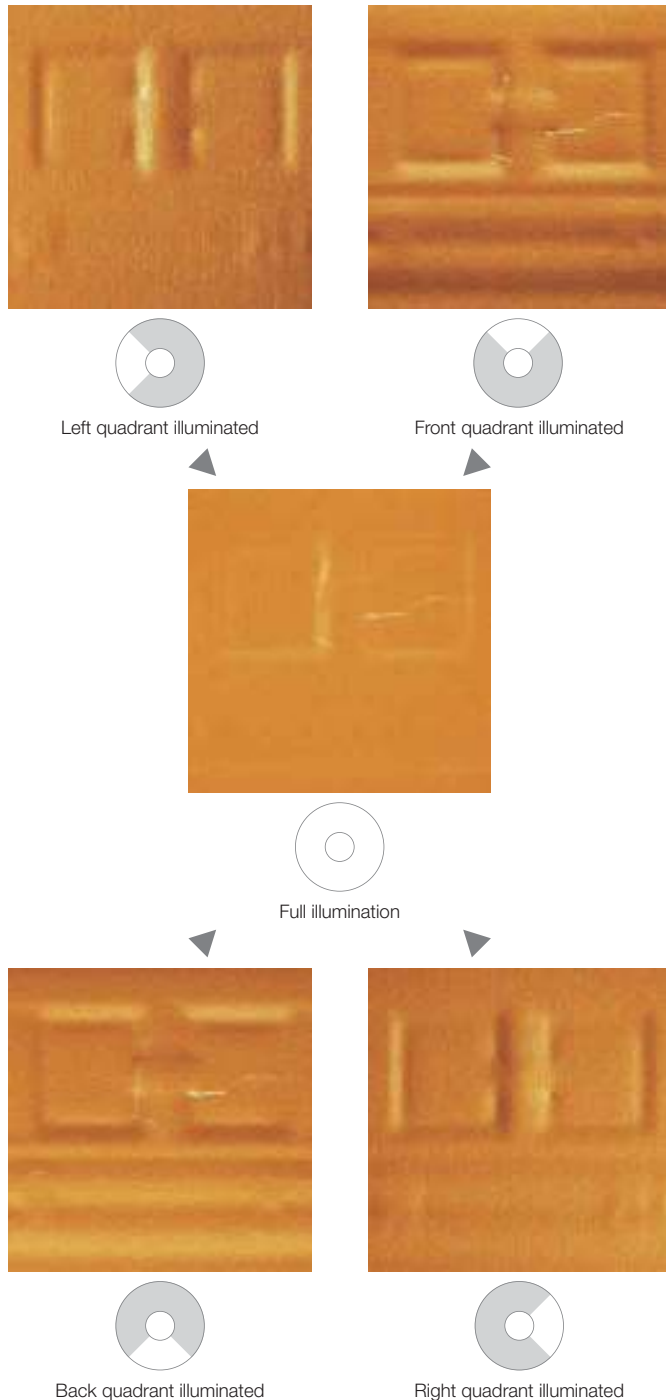 Left quadrant illuminated
Front quadrant illuminated
Full illumination
Back quadrant illuminated
Right quadrant illuminated